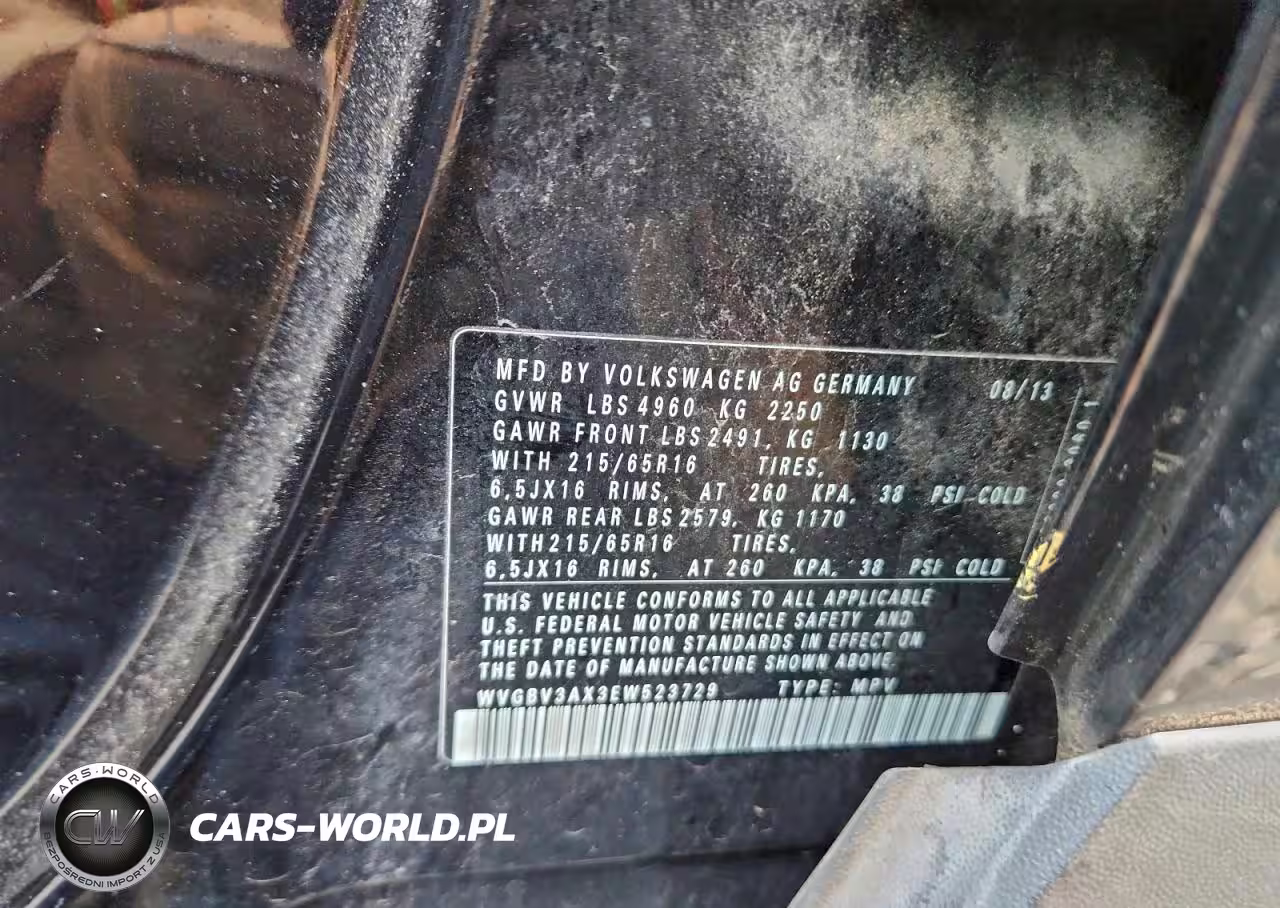 MFD BY VOLKSWAGEN AG GERMANY 08/13
GVWR LBS 4960 KG 2250
GAWR FRONT LBS 2491, KG 1130
WITH 215/65R16 TIRES,
6,5JX16 RIMS, AT 260 KPA, 38 PSI COLD
GAWR REAR LBS 2579, KG 1170
WITH 215/65R16 TIRES,
6,5JX16 RIMS, AT 260 KPA, 38 PSI COLD
THIS VEHICLE CONFORMS TO ALL APPLICABLE
U.S. FEDERAL MOTOR VEHICLE SAFETY AND
THEFT PREVENTION STANDARDS IN EFFECT ON
THE DATE OF MANUFACTURE SHOWN ABOVE.
WVGBV3AX3EW523729 TYPE: MPV
CARS-WORLD
CW
BEZPOŚREDNI IMPORT Z USA
CARS-WORLD.PL